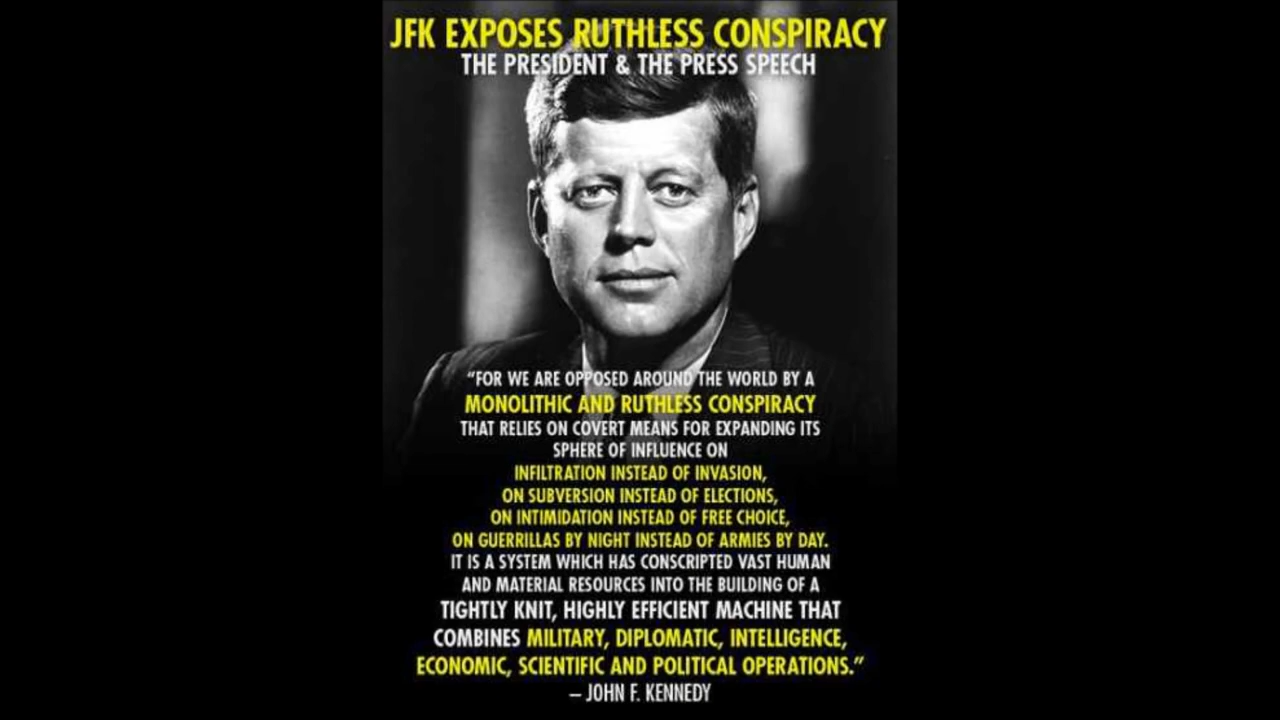 JFK EXPOSES RUTHLESS CONSPIRACY
THE PRESIDENT & THE PRESS SPEECH
“FOR WE ARE OPPOSED AROUND THE WORLD BY A
MONOLITHIC AND RUTHLESS CONSPIRACY
THAT RELIES ON COVERT MEANS FOR EXPANDING ITS
SPHERE OF INFLUENCE ON
INFILTRATION INSTEAD OF INVASION,
ON SUBVERSION INSTEAD OF ELECTIONS,
ON INTIMIDATION INSTEAD OF FREE CHOICE,
ON GUERRILLAS BY NIGHT INSTEAD OF ARMIES BY DAY.
IT IS A SYSTEM WHICH HAS CONSCRIPTED VAST HUMAN
AND MATERIAL RESOURCES INTO THE BUILDING OF A
TIGHTLY KNIT, HIGHLY EFFICIENT MACHINE THAT
COMBINES MILITARY, DIPLOMATIC, INTELLIGENCE,
ECONOMIC, SCIENTIFIC AND POLITICAL OPERATIONS.”
– JOHN F. KENNEDY